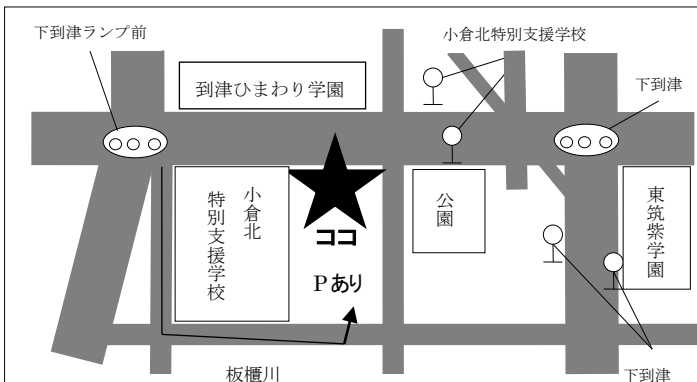 下到津ランプ前
小倉北特別支援学校
到津ひまわり学園
下到津
小倉北
特別支援学校
ココ
Pあり
公園
東筑紫学園
板櫃川
下到津